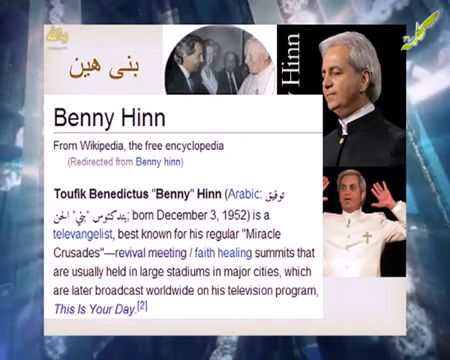 بنی هین
Hinn
Benny Hinn
From Wikipedia, the free encyclopedia
(Redirected from Benny hinn)
Toufik Benedictus "Benny" Hinn (Arabic: توفيق
بندكتوس "بني" الحن; born December 3, 1952) is a
televangelist, best known for his regular "Miracle
Crusades"—revival meeting / faith healing summits that
are usually held in large stadiums in major cities, which
are later broadcast worldwide on his television program,
This Is Your Day.[2]